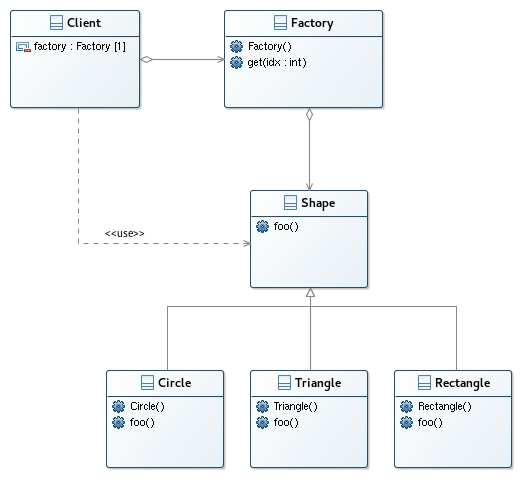 Client
factory : Factory [1]
Factory
Factory()
get(idx : int)
Shape
foo()
<<use>>
Circle
Circle()
foo()
Triangle
Triangle()
foo()
Rectangle
Rectangle()
foo()